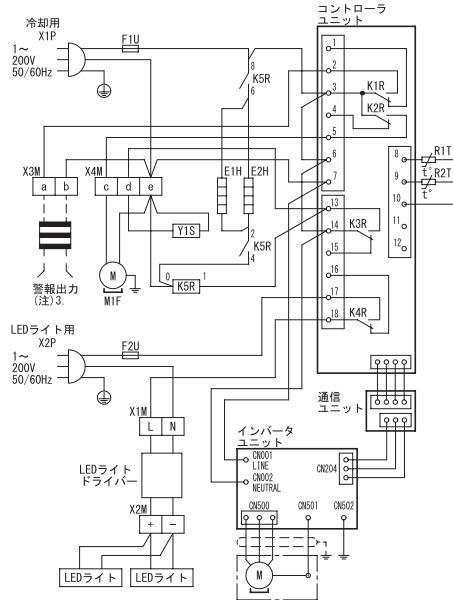 冷却用
X1P
1～
200V
50/60Hz
F1U
8
K5R
6
コントローラ
ユニット
1
2
3
K1R
4
K2R
5
6
7
8
R1T
t°
9
R2T
t°
10
11
12
X3M
a
b
X4M
c
d
e
E1H
E2H
Y1S
2
K5R
4
0
K5R
1
M
M1F
警報出力
(注)3.
13
14
K3R
15
16
17
18
K4R
LEDライト用
X2P
1～
200V
50/60Hz
F2U
X1M
L
N
LEDライト
ドライバー
X2M
+
−
LEDライト
LEDライト
通信
ユニット
インバータ
ユニット
CN001
LINE
CN002
NEUTRAL
CN204
CN500
CN501
CN502
M